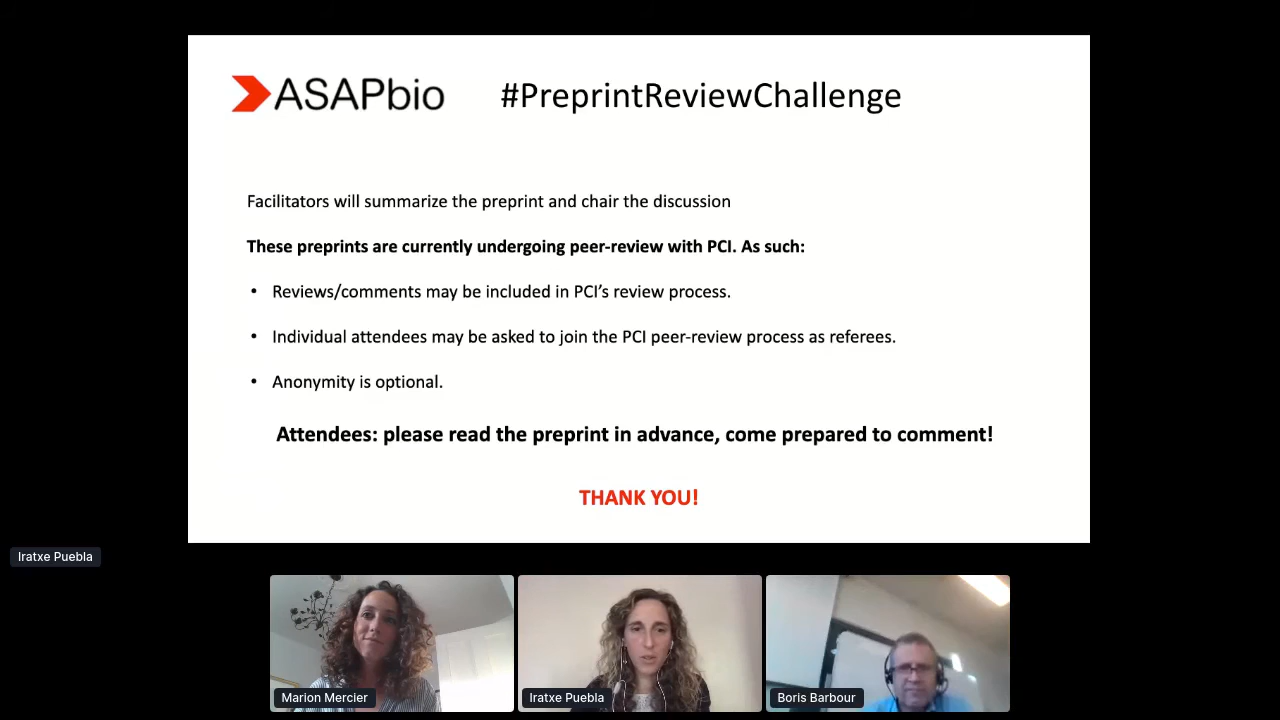 ASAPbio
#PreprintReviewChallenge
Facilitators will summarize the preprint and chair the discussion
These preprints are currently undergoing peer-review with PCI. As such:
• Reviews/comments may be included in PCI’s review process.
• Individual attendees may be asked to join the PCI peer-review process as referees.
• Anonymity is optional.
Attendees: please read the preprint in advance, come prepared to comment!
THANK YOU!
Iratxe Puebla
Marion Mercier
Iratxe Puebla
Boris Barbour